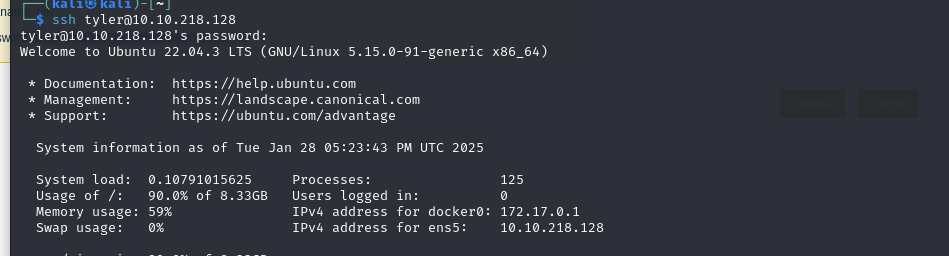 (kali㉿kali)-[~]
$ ssh tyler@10.10.218.128
tyler@10.10.218.128's password:
Welcome to Ubuntu 22.04.3 LTS (GNU/Linux 5.15.0-91-generic x86_64)
* Documentation: https://help.ubuntu.com
* Management: https://landscape.canonical.com
* Support: https://ubuntu.com/advantage
System information as of Tue Jan 28 05:23:43 PM UTC 2025
System load: 0.10791015625 Processes: 125
Usage of /: 90.0% of 8.33GB Users logged in: 0
Memory usage: 59% IPv4 address for docker0: 172.17.0.1
Swap usage: 0% IPv4 address for ens5: 10.10.218.128